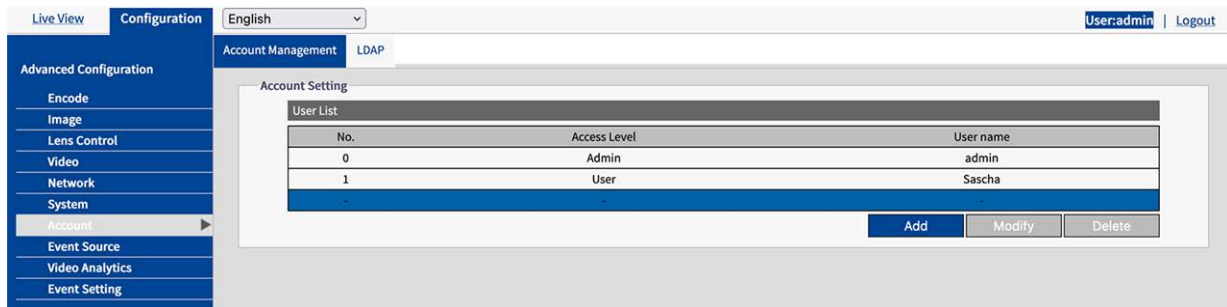 Live View Configuration English User:admin | Logout
Account Management LDAP
Advanced Configuration
Account Setting
Encode
User List
Image
No. Access Level User name
Lens Control
0 Admin admin
Video
1 User Sascha
Network
System
- - -
Account
Add Modify Delete
Event Source
Video Analytics
Event Setting